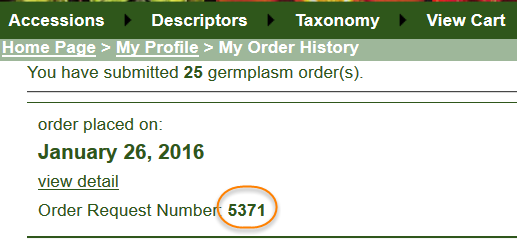 Accessions Descriptors Taxonomy View Cart
Home Page > My Profile > My Order History
You have submitted 25 germplasm order(s).
order placed on:
January 26, 2016
view detail
Order Request Number: 5371